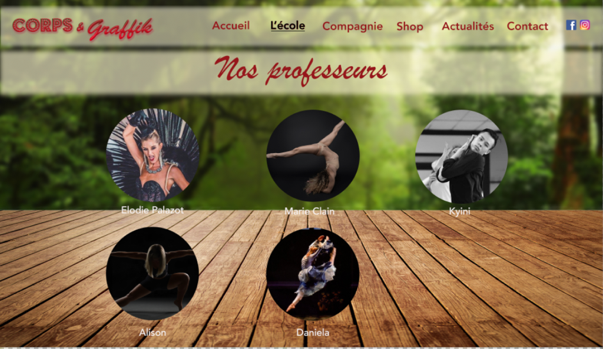 CORPS & Graffik
Accueil L'école Compagnie Shop Actualités Contact
Nos professeurs
Elodie Palazot Marie Clain Kyini
Alison Daniela